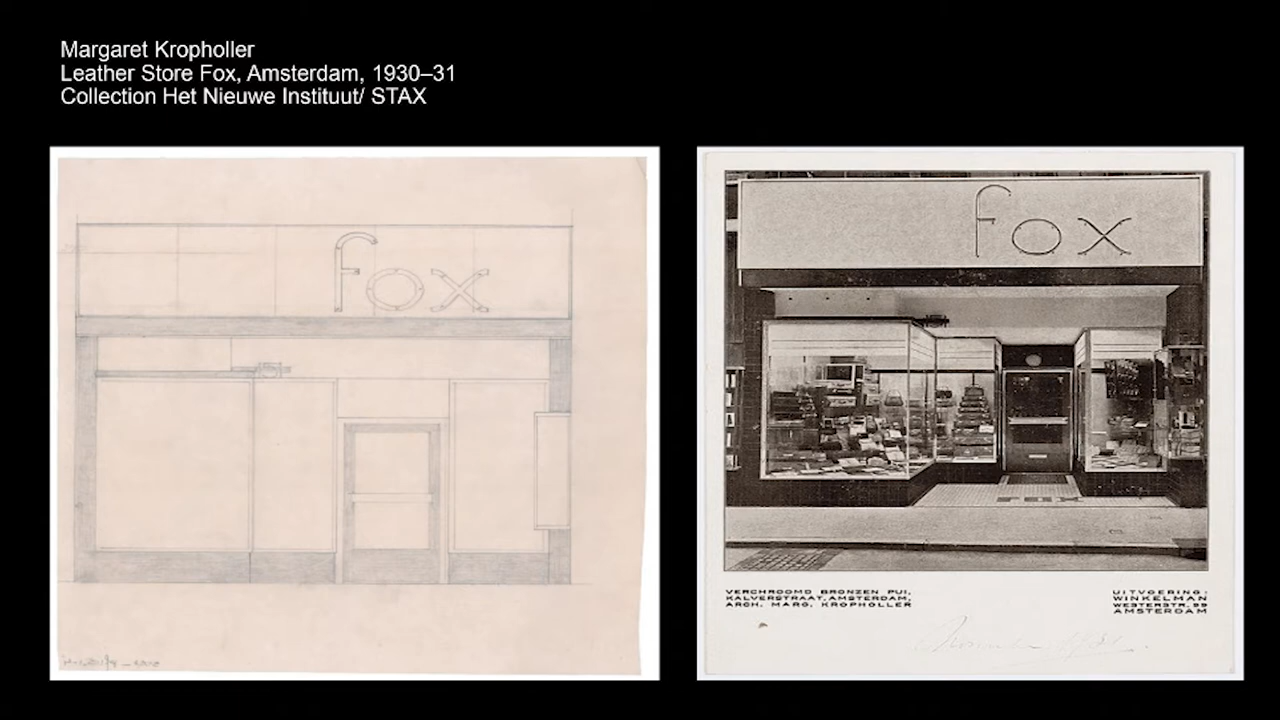 Margaret Kropholler
Leather Store Fox, Amsterdam, 1930–31
Collection Het Nieuwe Instituut/ STAX
fox
fox
FOX
VERCHROOMD BRONZEN PUI,
KALVERSTRAAT, AMSTERDAM,
ARCH. MARG. KROPHOLLER
UITVOERING:
WINKELMAN
WESTERSTR. 99
AMSTERDAM